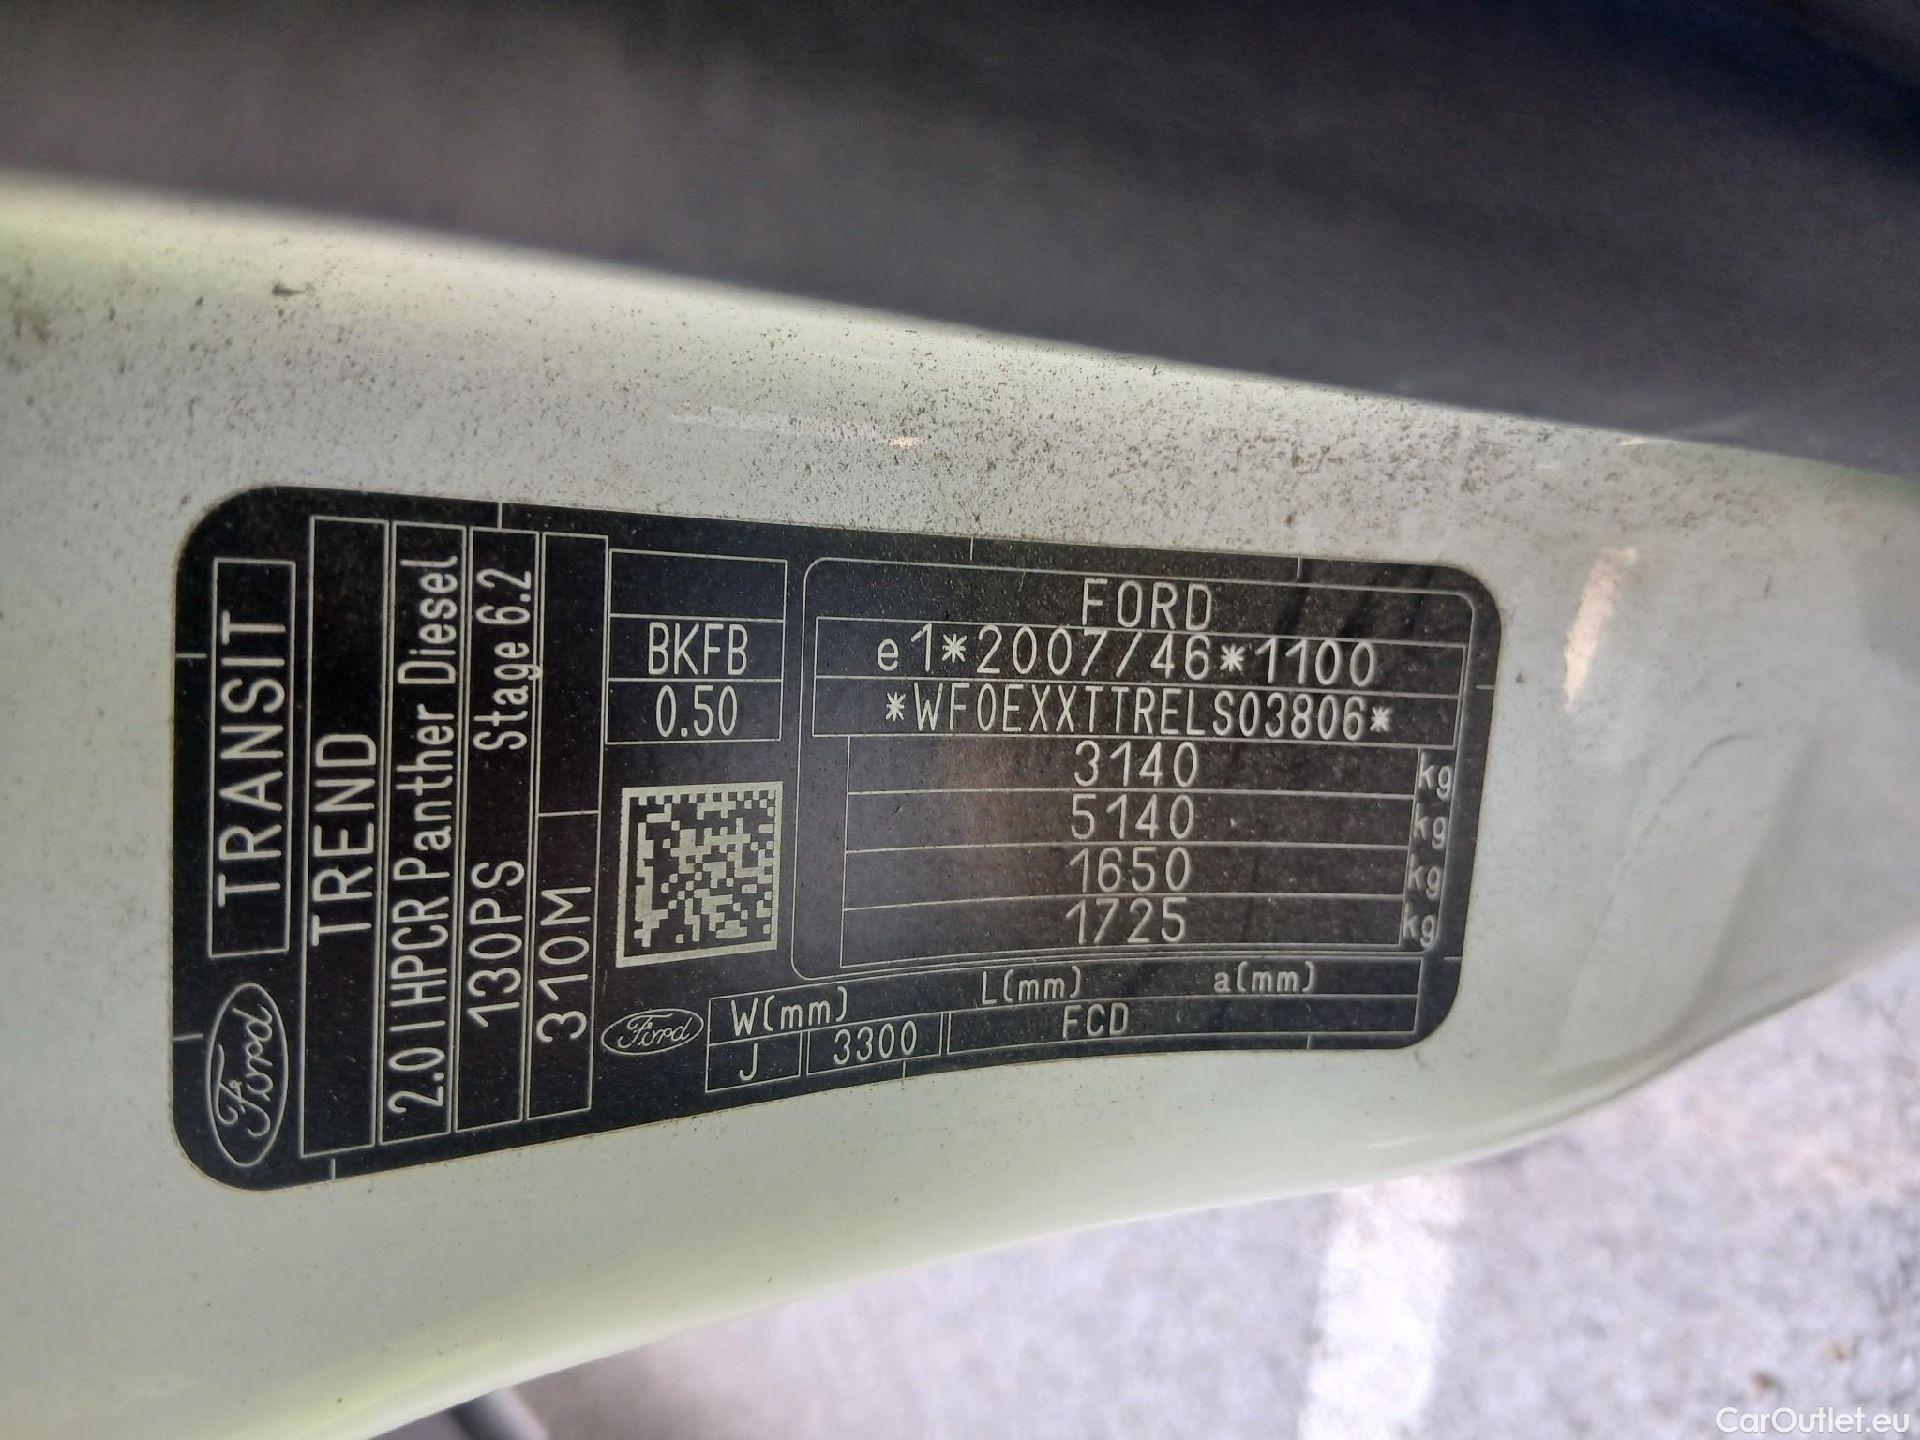 FORD
e1*2007/46*1100
*WF0EXXTTRELS03806*
3140 kg
5140 kg
1650 kg
1725 kg
BKFB
0.50
W(mm) L(mm) a(mm)
J 3300 FCD
Ford
Ford TRANSIT
TREND
2.0 l HPCR Panther Diesel
130PS Stage 6.2
310M
CarOutlet.eu